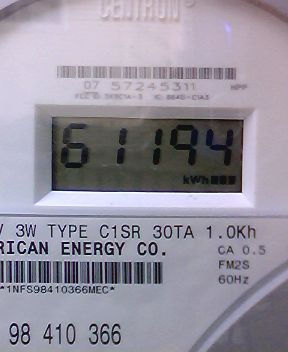 CENTRON
07 57245311 HPP
61194
kWh
V 3W TYPE C1SR 30TA 1.0Kh
RICAN ENERGY CO. CA 0.5
FM2S
*1NFS98410366MEC* 60Hz
98 410 366